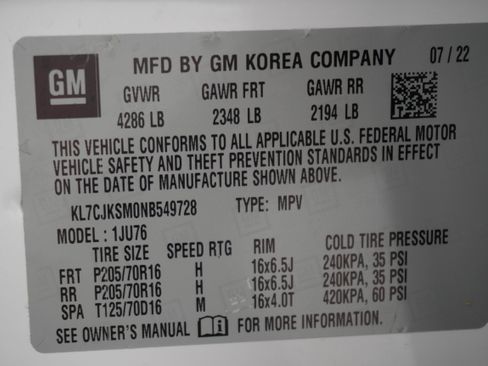 GM
MFD BY GM KOREA COMPANY 07/22
GVWR GAWR FRT GAWR RR
4286 LB 2348 LB 2194 LB
THIS VEHICLE CONFORMS TO ALL APPLICABLE U.S. FEDERAL MOTOR
VEHICLE SAFETY AND THEFT PREVENTION STANDARDS IN EFFECT
ON THE DATE OF MANUFACTURE SHOWN ABOVE.
KL7CJKSM0NB549728 TYPE: MPV
MODEL : 1JU76
TIRE SIZE SPEED RTG RIM COLD TIRE PRESSURE
FRT P205/70R16 H 16x6.5J 240KPA, 35 PSI
RR P205/70R16 H 16x6.5J 240KPA, 35 PSI
SPA T125/70D16 M 16x4.0T 420KPA, 60 PSI
SEE OWNER'S MANUAL FOR MORE INFORMATION.